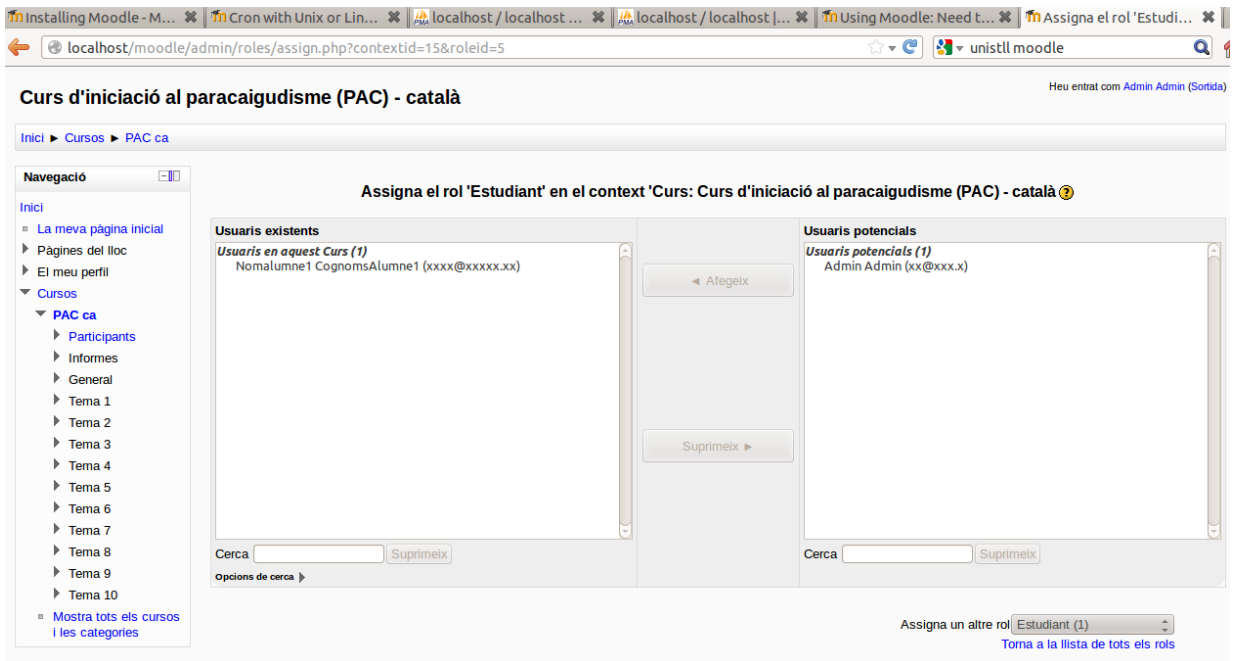 Installing Moodle - M...
Cron with Unix or Lin...
localhost / localhost ...
localhost / localhost |...
Using Moodle: Need t...
Assigna el rol 'Estudi...
localhost/moodle/admin/roles/assign.php?contextid=15&roleid=5
unistll moodle
Curs d'iniciació al paracaigudisme (PAC) - català
Heu entrat com Admin Admin (Sortida)
Inici ► Cursos ► PAC ca
Navegació
Inici
La meva pàgina inicial
Pàgines del lloc
El meu perfil
Cursos
PAC ca
Participants
Informes
General
Tema 1
Tema 2
Tema 3
Tema 4
Tema 5
Tema 6
Tema 7
Tema 8
Tema 9
Tema 10
Mostra tots els cursos
i les categories
Assigna el rol 'Estudiant' en el context 'Curs: Curs d'iniciació al paracaigudisme (PAC) - català
Usuaris existents
Usuaris en aquest Curs (1)
Nomalumne1 CognomsAlumne1 (xxxx@xxxxx.xx)
Cerca
Suprimeix
Opcions de cerca
◄ Afegeix
Suprimeix ►
Usuaris potencials
Usuaris potencials (1)
Admin Admin (xx@xxx.x)
Cerca
Suprimeix
Assigna un altre rol Estudiant (1)
Torna a la llista de tots els rols